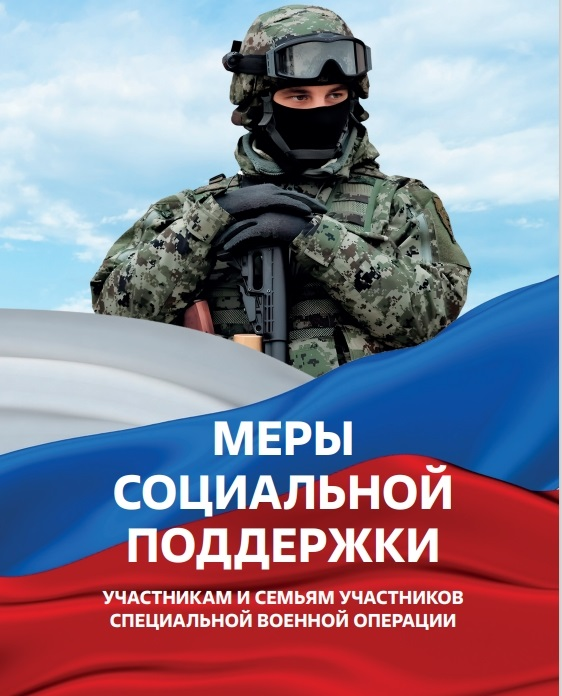 МЕРЫ
СОЦИАЛЬНОЙ
ПОДДЕРЖКИ
УЧАСТНИКАМ И СЕМЬЯМ УЧАСТНИКОВ
СПЕЦИАЛЬНОЙ ВОЕННОЙ ОПЕРАЦИИ